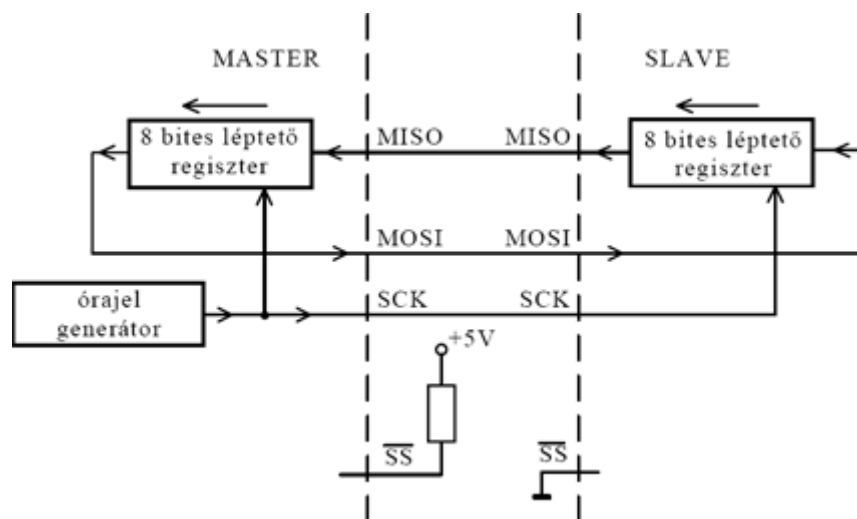 MASTER
SLAVE
8 bites léptető
regiszter
MISO
MISO
8 bites léptető
regiszter
MOSI
MOSI
órajel
generátor
SCK
SCK
+5V
SS
SS